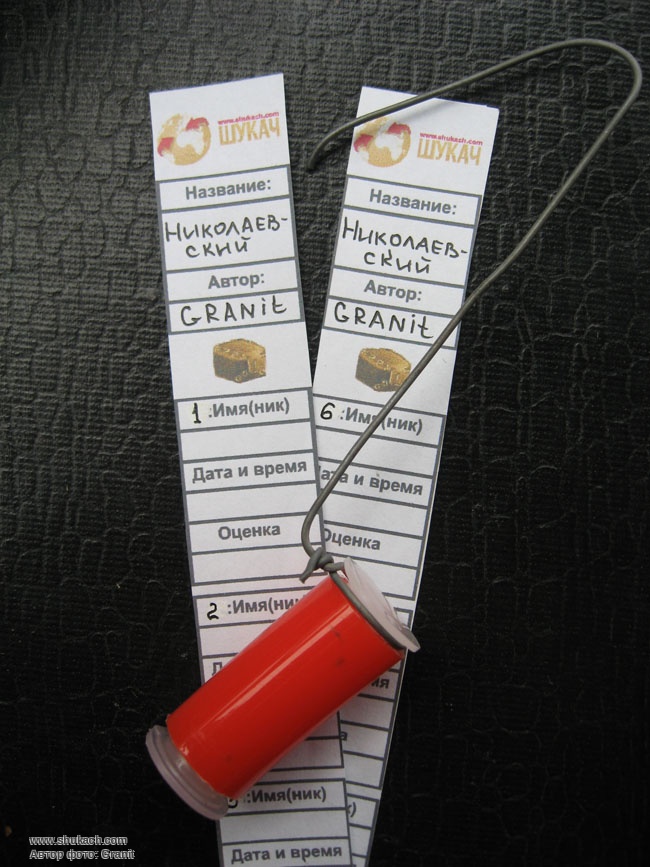 www.shukach.com
ШУКАЧ
Название:
НИКОЛАЕВ-
СКИЙ
Автор:
GRANit
1 :Имя(ник)
Дата и время
Оценка
2 :Имя(ник
:Имя(ник)
Дата и время
www.shukach.com
ШУКАЧ
Название:
НИКОЛАЕВ-
СКИЙ
Автор:
GRANit
6 :Имя(ник)
Дата и время
Оценка
www.shukach.com
Автор фото: Granit